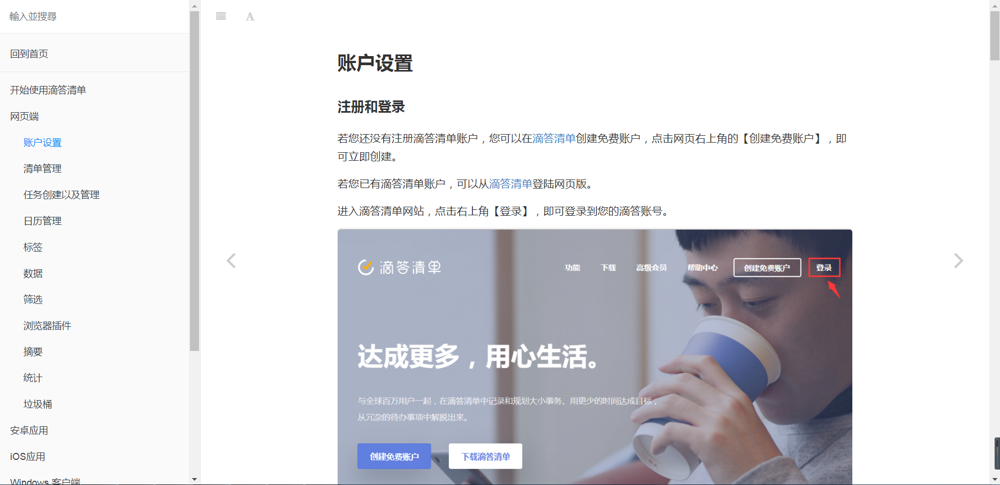 輸入並搜尋
回到首页
开始使用滴答清单
网页端
账户设置
清单管理
任务创建以及管理
日历管理
标签
数据
筛选
浏览器插件
摘要
统计
垃圾桶
安卓应用
iOS应用
Windows 客户端
A
账户设置
注册和登录
若您还没有注册滴答清单账户，您可以在滴答清单创建免费账户，点击网页右上角的【创建免费账户】，即
可立即创建。
若您已有滴答清单账户，可以从滴答清单登陆网页版。
进入滴答清单网站，点击右上角【登录】，即可登录到您的滴答账号。
滴答清单 功能 下载 高级会员 帮助中心 创建免费账户 登录
达成更多，用心生活。
与全球百万用户一起，在滴答清单中记录和规划大小事务、用更少的时间达成目标，
从冗杂的待办事项中解脱出来。
创建免费账户 下载滴答清单